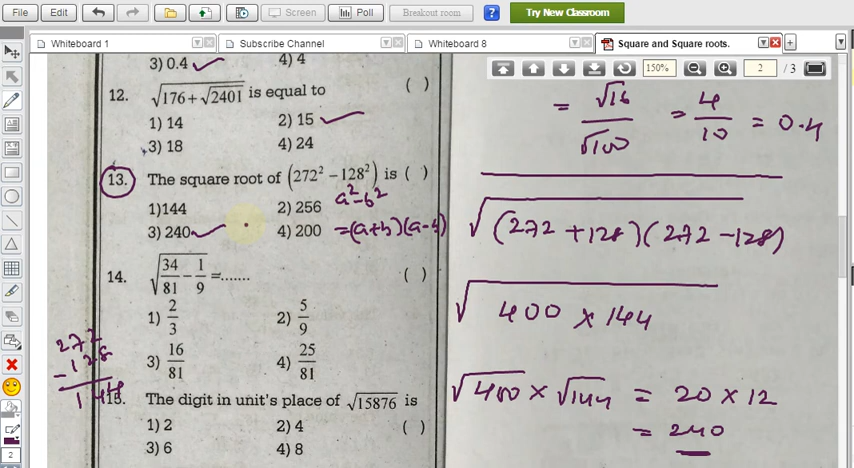 File Edit Screen Poll Breakout room ? Try New Classroom
Whiteboard 1 Subscribe Channel Whiteboard 8 Square and Square roots.
150% 2 / 3
3) 0.4 4) 4
12. √176 + √2401 is equal to ( )
1) 14 2) 15
3) 18 4) 24
13. The square root of (272² − 128²) is ( )
a² − b²
1) 144 2) 256
3) 240 4) 200 = (a+b)(a−b)
14. √34/81 − 1/9 = ....... ( )
1) 2/3 2) 5/9
3) 16/81 4) 25/81
15. The digit in unit's place of √15876 is
1) 2 2) 4 ( )
3) 6 4) 8
272
−128
144
= √16/√100 = 4/10 = 0.4
√(272 + 128)(272 − 128)
√400 × 144
√400 × √144 = 20 × 12
= 240
2